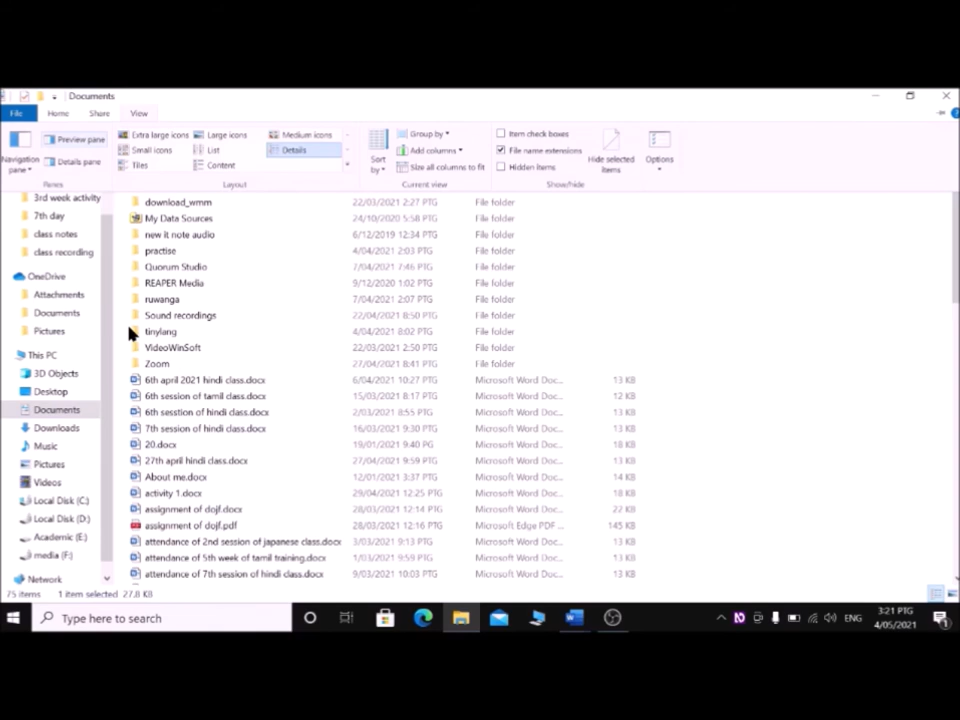 Documents
File Home Share View
Navigation pane
Preview pane
Details pane
Panes
Extra large icons Large icons Medium icons
Small icons List Details
Tiles Content
Layout
Sort by
Group by
Add columns
Size all columns to fit
Current view
Item check boxes
File name extensions
Hidden items
Hide selected items
Options
Show/hide
3rd week activity
7th day
class notes
class recording
OneDrive
Attachments
Documents
Pictures
This PC
3D Objects
Desktop
Documents
Downloads
Music
Pictures
Videos
Local Disk (C:)
Local Disk (D:)
Academic (E:)
media (F:)
Network
download_wmm 22/03/2021 2:27 PTG File folder
My Data Sources 24/10/2020 5:58 PTG File folder
new it note audio 6/12/2019 12:34 PTG File folder
practise 4/04/2021 2:03 PTG File folder
Quorum Studio 7/04/2021 7:46 PTG File folder
REAPER Media 9/12/2020 1:02 PTG File folder
ruwanga 7/04/2021 2:07 PTG File folder
Sound recordings 22/04/2021 8:50 PTG File folder
tinylang 4/04/2021 8:02 PTG File folder
VideoWinSoft 22/03/2021 2:50 PTG File folder
Zoom 27/04/2021 8:41 PTG File folder
6th april 2021 hindi class.docx 6/04/2021 10:27 PTG Microsoft Word Doc... 13 KB
6th session of tamil class.docx 15/03/2021 8:17 PTG Microsoft Word Doc... 12 KB
6th sesstion of hindi class.docx 2/03/2021 8:55 PTG Microsoft Word Doc... 13 KB
7th session of hindi class.docx 16/03/2021 9:30 PTG Microsoft Word Doc... 13 KB
20.docx 19/01/2021 9:40 PG Microsoft Word Doc... 18 KB
27th april hindi class.docx 27/04/2021 9:59 PTG Microsoft Word Doc... 13 KB
About me.docx 12/01/2021 3:37 PTG Microsoft Word Doc... 14 KB
activity 1.docx 29/04/2021 12:25 PTG Microsoft Word Doc... 18 KB
assignment of dojf.docx 28/03/2021 12:14 PTG Microsoft Word Doc... 22 KB
assignment of dojf.pdf 28/03/2021 12:16 PTG Microsoft Edge PDF ... 145 KB
attendance of 2nd session of japanese class.docx 3/03/2021 9:13 PTG Microsoft Word Doc... 13 KB
attendance of 5th week of tamil training.docx 1/03/2021 9:59 PTG Microsoft Word Doc... 13 KB
attendance of 7th session of hindi class.docx 9/03/2021 10:03 PTG Microsoft Word Doc... 13 KB
75 items 1 item selected 27.8 KB
Type here to search
ENG
3:21 PTG
4/05/2021